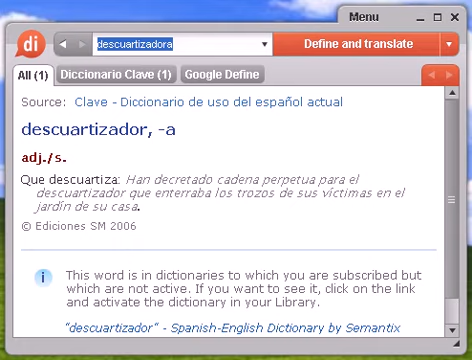 Menu
di
descuartizadora
Define and translate
All (1)
Diccionario Clave (1)
Google Define
Source: Clave - Diccionario de uso del español actual
descuartizador, -a
adj./s.
Que descuartiza: Han decretado cadena perpetua para el
descuartizador que enterraba los trozos de sus víctimas en el
jardín de su casa.
© Ediciones SM 2006
i
This word is in dictionaries to which you are subscribed but
which are not active. If you want to see it, click on the link
and activate the dictionary in your Library.
"descuartizador" - Spanish-English Dictionary by Semantix